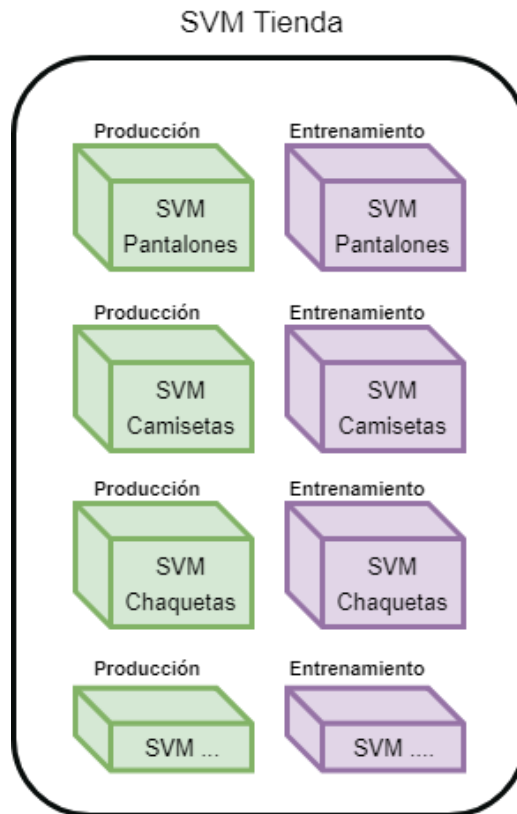 SVM Tienda
Producción
Entrenamiento
SVM
Pantalones
SVM
Pantalones
Producción
Entrenamiento
SVM
Camisetas
SVM
Camisetas
Producción
Entrenamiento
SVM
Chaquetas
SVM
Chaquetas
Producción
Entrenamiento
SVM ...
SVM ....